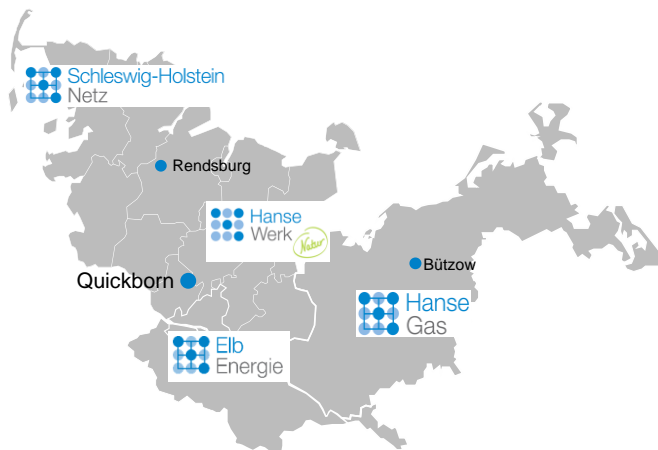 Schleswig-Holstein
Netz
Rendsburg
Hanse
Werk
Natur
Bützow
Quickborn
Hanse
Gas
Elb
Energie